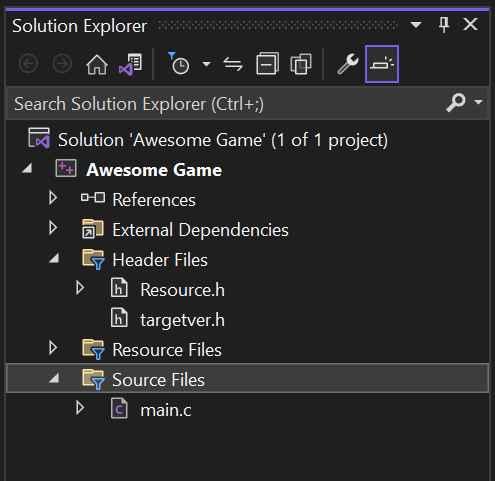 Solution Explorer
Search Solution Explorer (Ctrl+;)
Solution 'Awesome Game' (1 of 1 project)
Awesome Game
References
External Dependencies
Header Files
Resource.h
targetver.h
Resource Files
Source Files
main.c